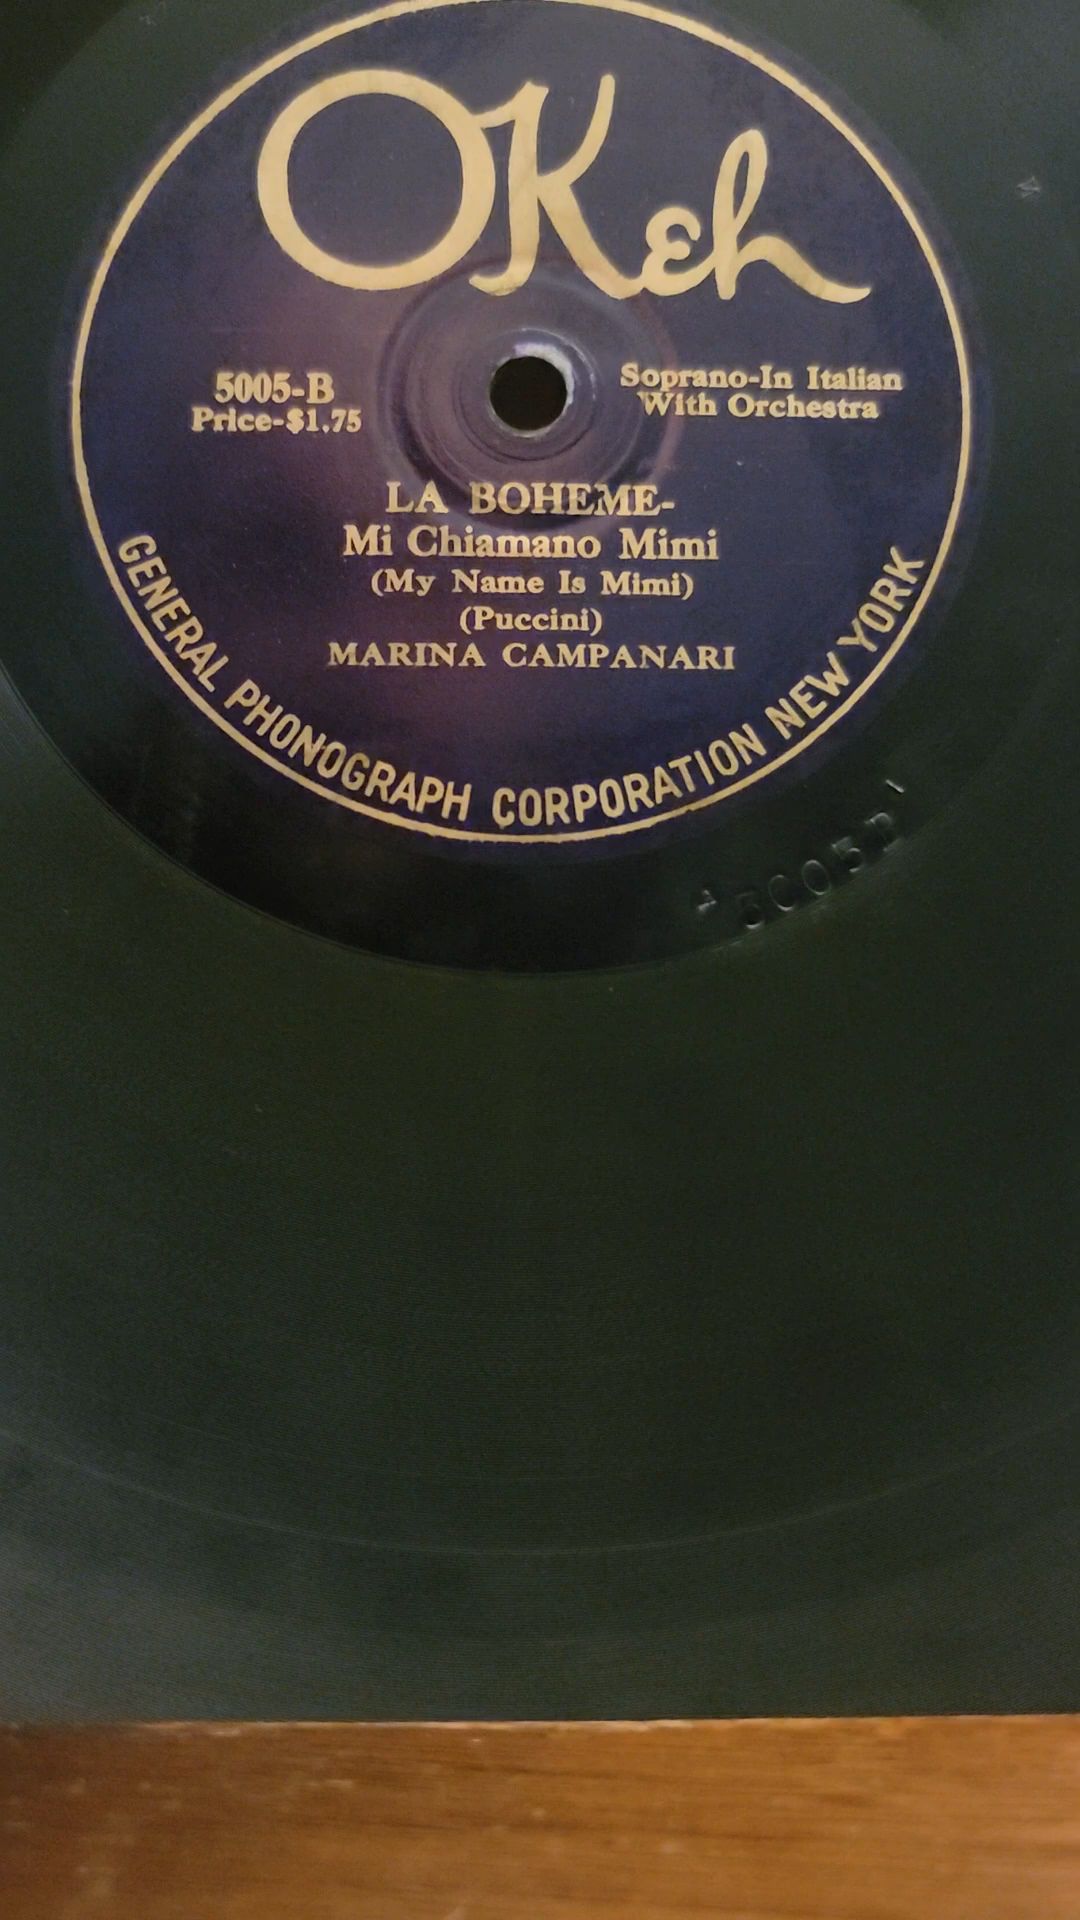 OKeh
5005-B
Price-$1.75
Soprano-In Italian
With Orchestra
LA BOHEME-
Mi Chiamano Mimi
(My Name Is Mimi)
(Puccini)
MARINA CAMPANARI
GENERAL PHONOGRAPH CORPORATION NEW YORK